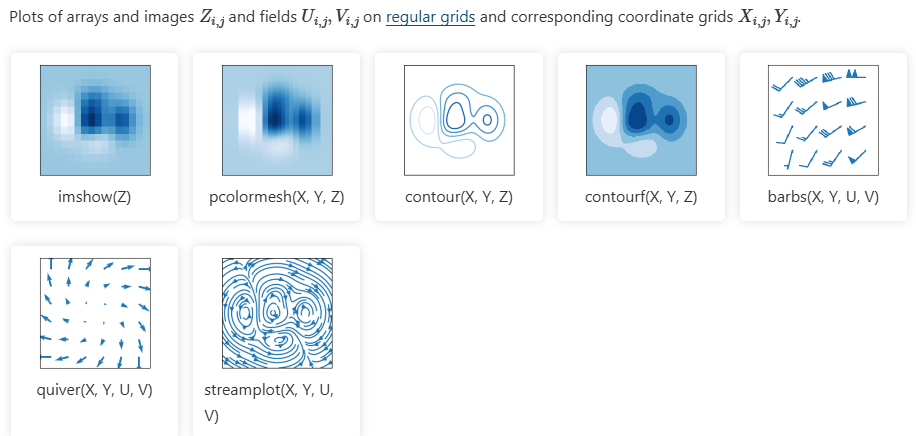 Plots of arrays and images Z_{i,j} and fields U_{i,j}, V_{i,j} on regular grids and corresponding coordinate grids X_{i,j}, Y_{i,j}.
imshow(Z)
pcolormesh(X, Y, Z)
contour(X, Y, Z)
contourf(X, Y, Z)
barbs(X, Y, U, V)
quiver(X, Y, U, V)
streamplot(X, Y, U,
V)